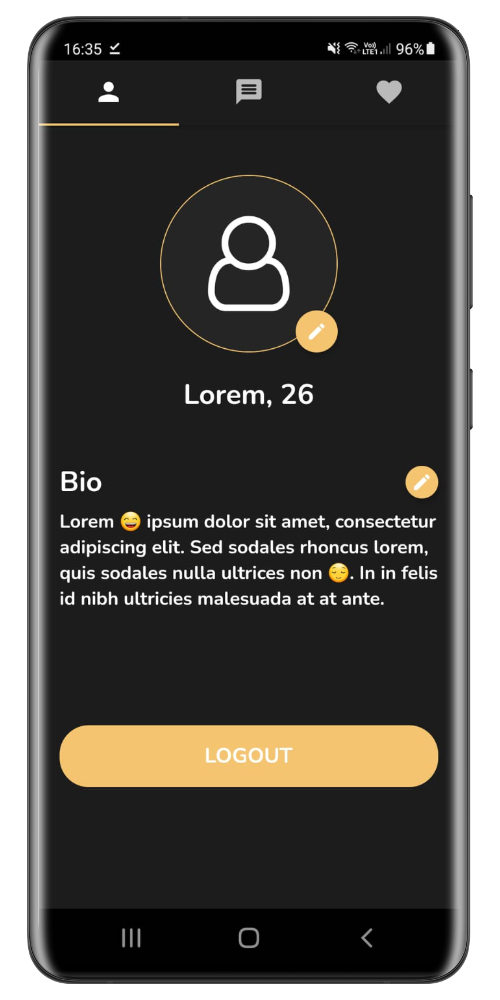 16:35 Vo)) LTE1 96%
Lorem, 26
Bio
Lorem 😄 ipsum dolor sit amet, consectetur
adipiscing elit. Sed sodales rhoncus lorem,
quis sodales nulla ultrices non 😌. In in felis
id nibh ultricies malesuada at at ante.
LOGOUT